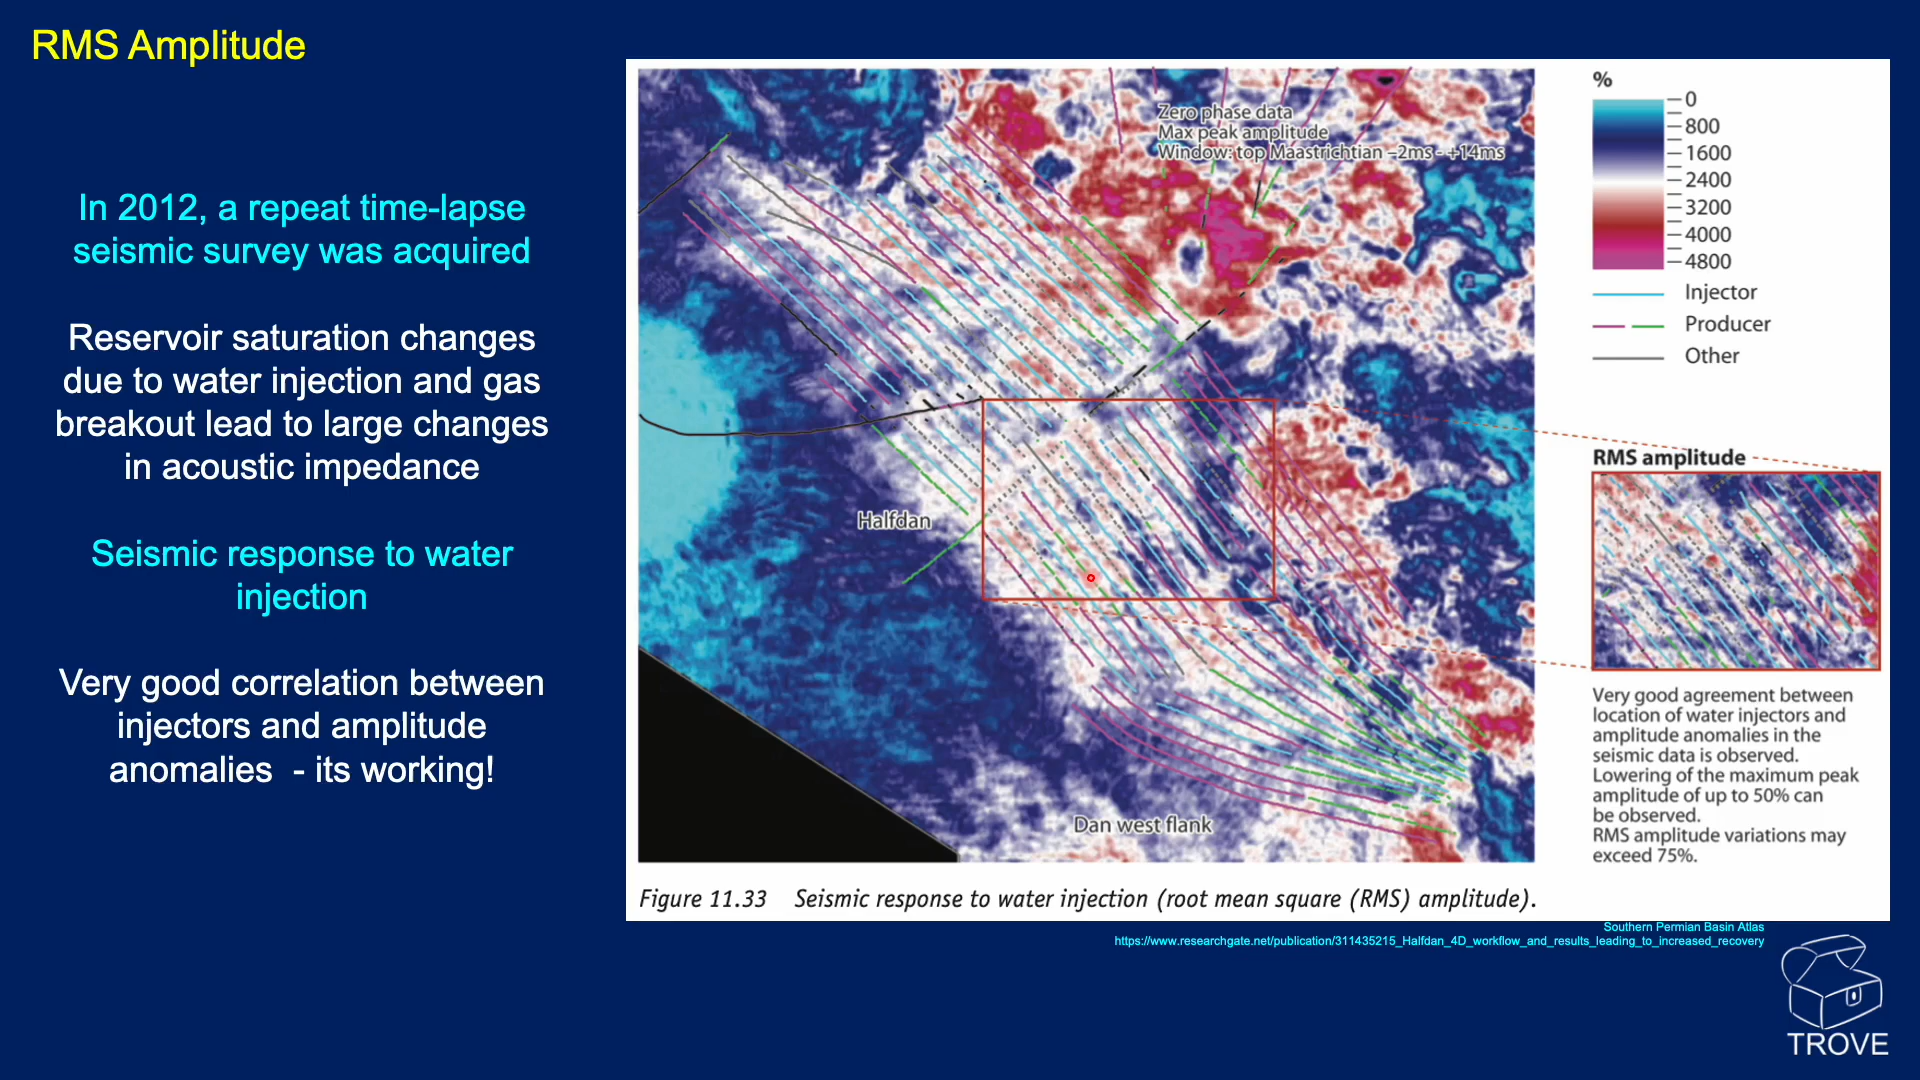 RMS Amplitude
In 2012, a repeat time-lapse
seismic survey was acquired
Reservoir saturation changes
due to water injection and gas
breakout lead to large changes
in acoustic impedance
Seismic response to water
injection
Very good correlation between
injectors and amplitude
anomalies  - its working!
Zero phase data
Max peak amplitude
Window: top Maastrichtian -2ms - +14ms
Halfdan
Dan west flank
%
0
800
1600
2400
3200
4000
4800
Injector
Producer
Other
RMS amplitude
Very good agreement between
location of water injectors and
amplitude anomalies in the
seismic data is observed.
Lowering of the maximum peak
amplitude of up to 50% can
be observed.
RMS amplitude variations may
exceed 75%.
Figure 11.33 Seismic response to water injection (root mean square (RMS) amplitude).
Southern Permian Basin Atlas
https://www.researchgate.net/publication/311435215_Halfdan_4D_workflow_and_results_leading_to_increased_recovery
TROVE